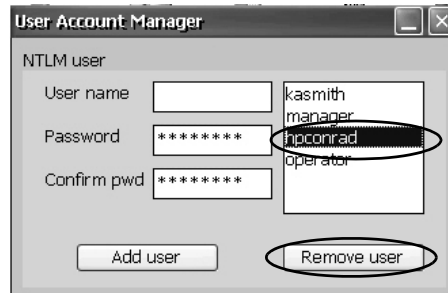 User Account Manager
NTLM user
User name
Password ********
Confirm pwd ********
kasmith
manager
hpconrad
operator
Add user
Remove user